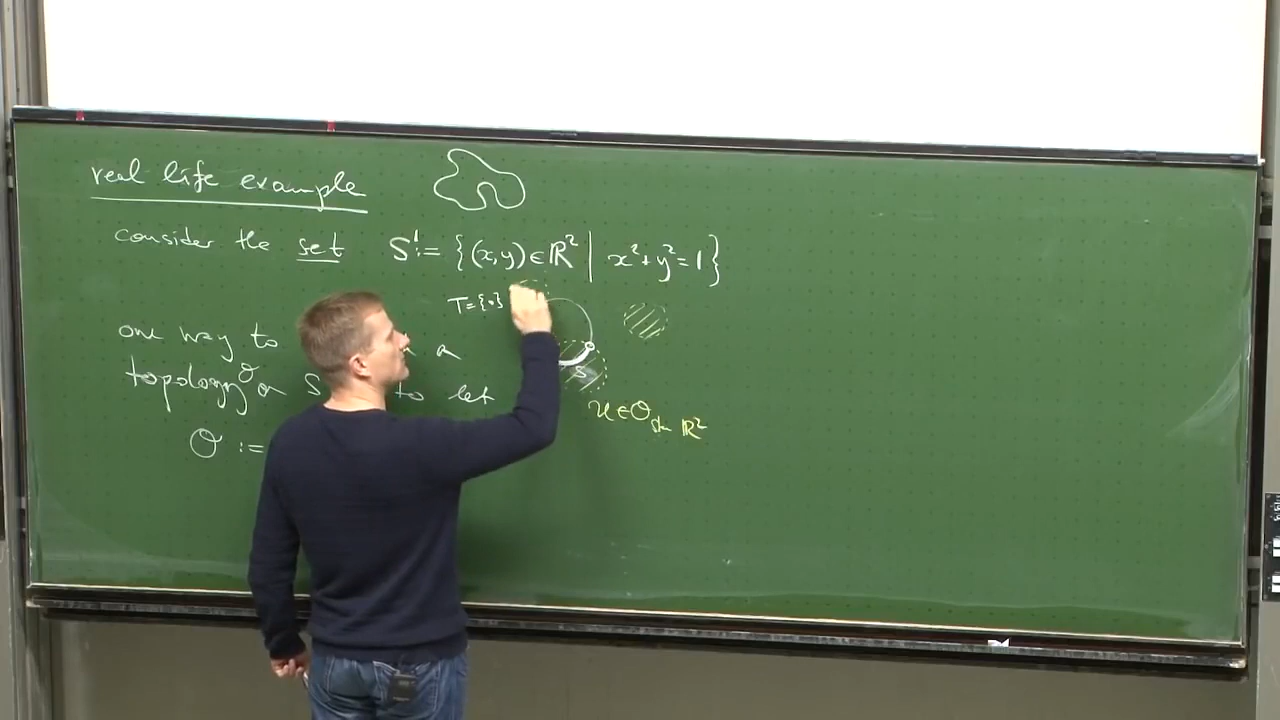 real life example
consider the set S¹ := {(x,y) ∈ ℝ² | x² + y² = 1}
T = {•}
one way to a
topology O on S to let
S
U ∈ O ℝ²
O :=